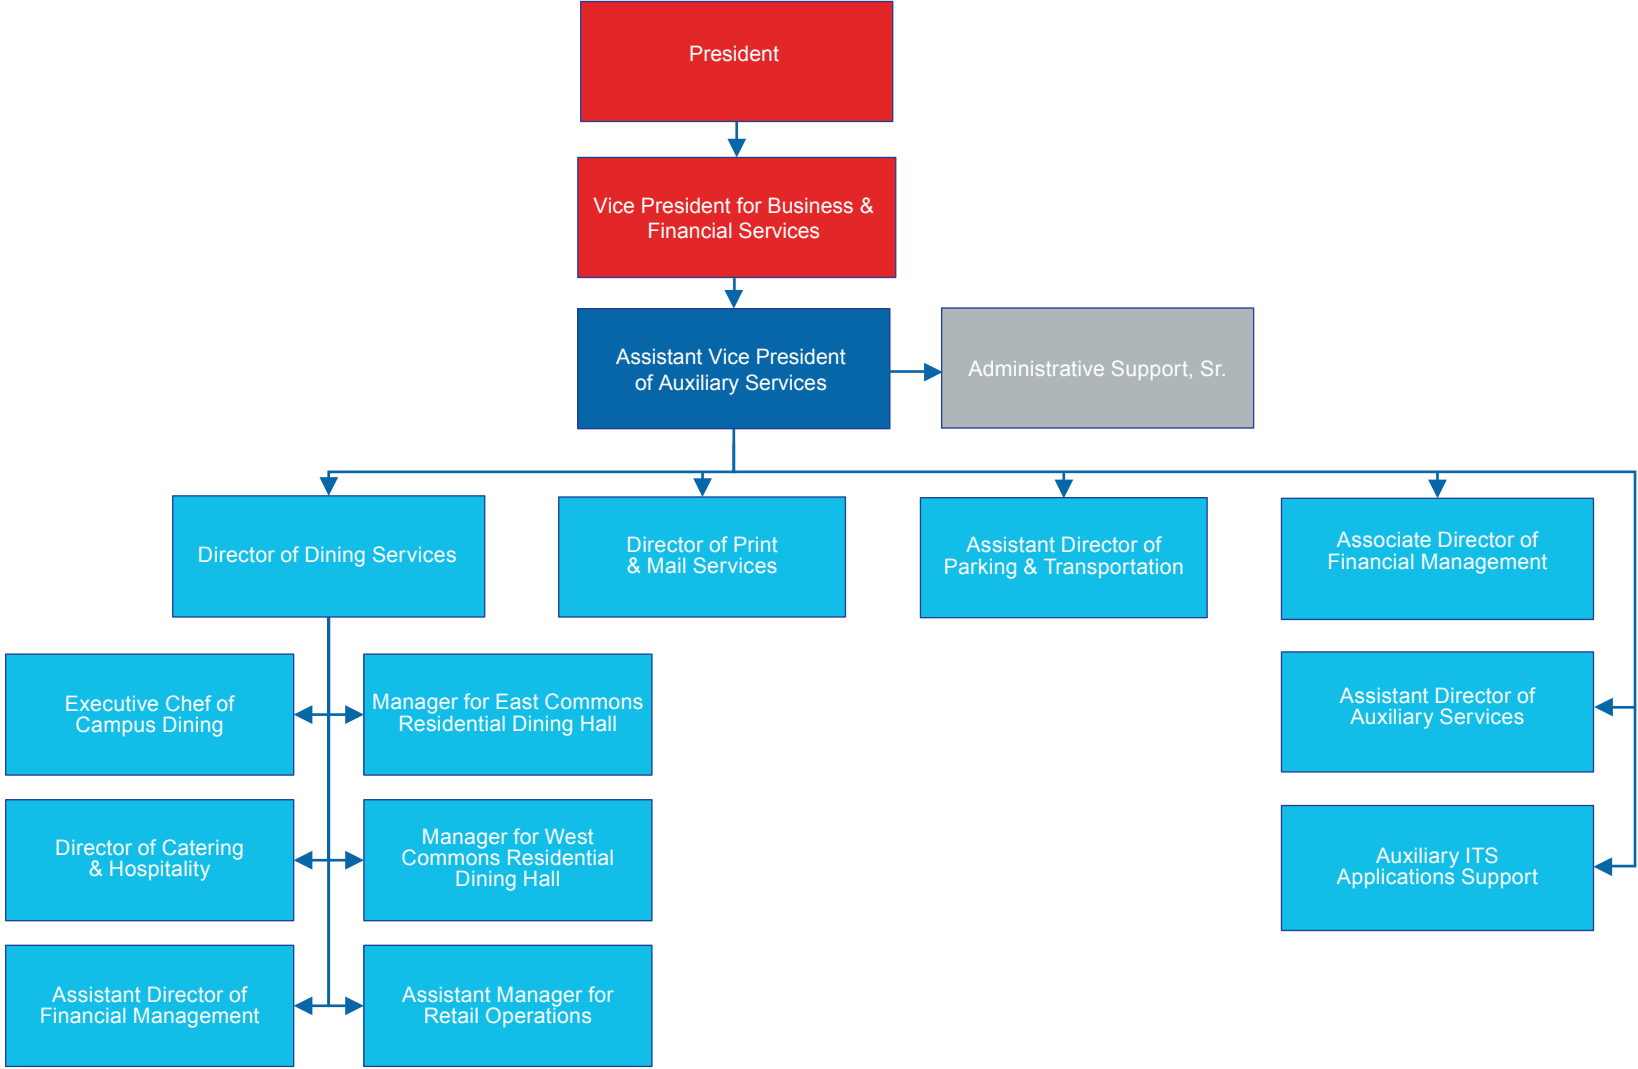 President
Vice President for Business &
Financial Services
Assistant Vice President
of Auxiliary Services
Administrative Support, Sr.
Director of Dining Services
Director of Print
& Mail Services
Assistant Director of
Parking & Transportation
Associate Director of
Financial Management
Executive Chef of
Campus Dining
Manager for East Commons
Residential Dining Hall
Assistant Director of
Auxiliary Services
Director of Catering
& Hospitality
Manager for West
Commons Residential
Dining Hall
Auxiliary ITS
Applications Support
Assistant Director of
Financial Management
Assistant Manager for
Retail Operations